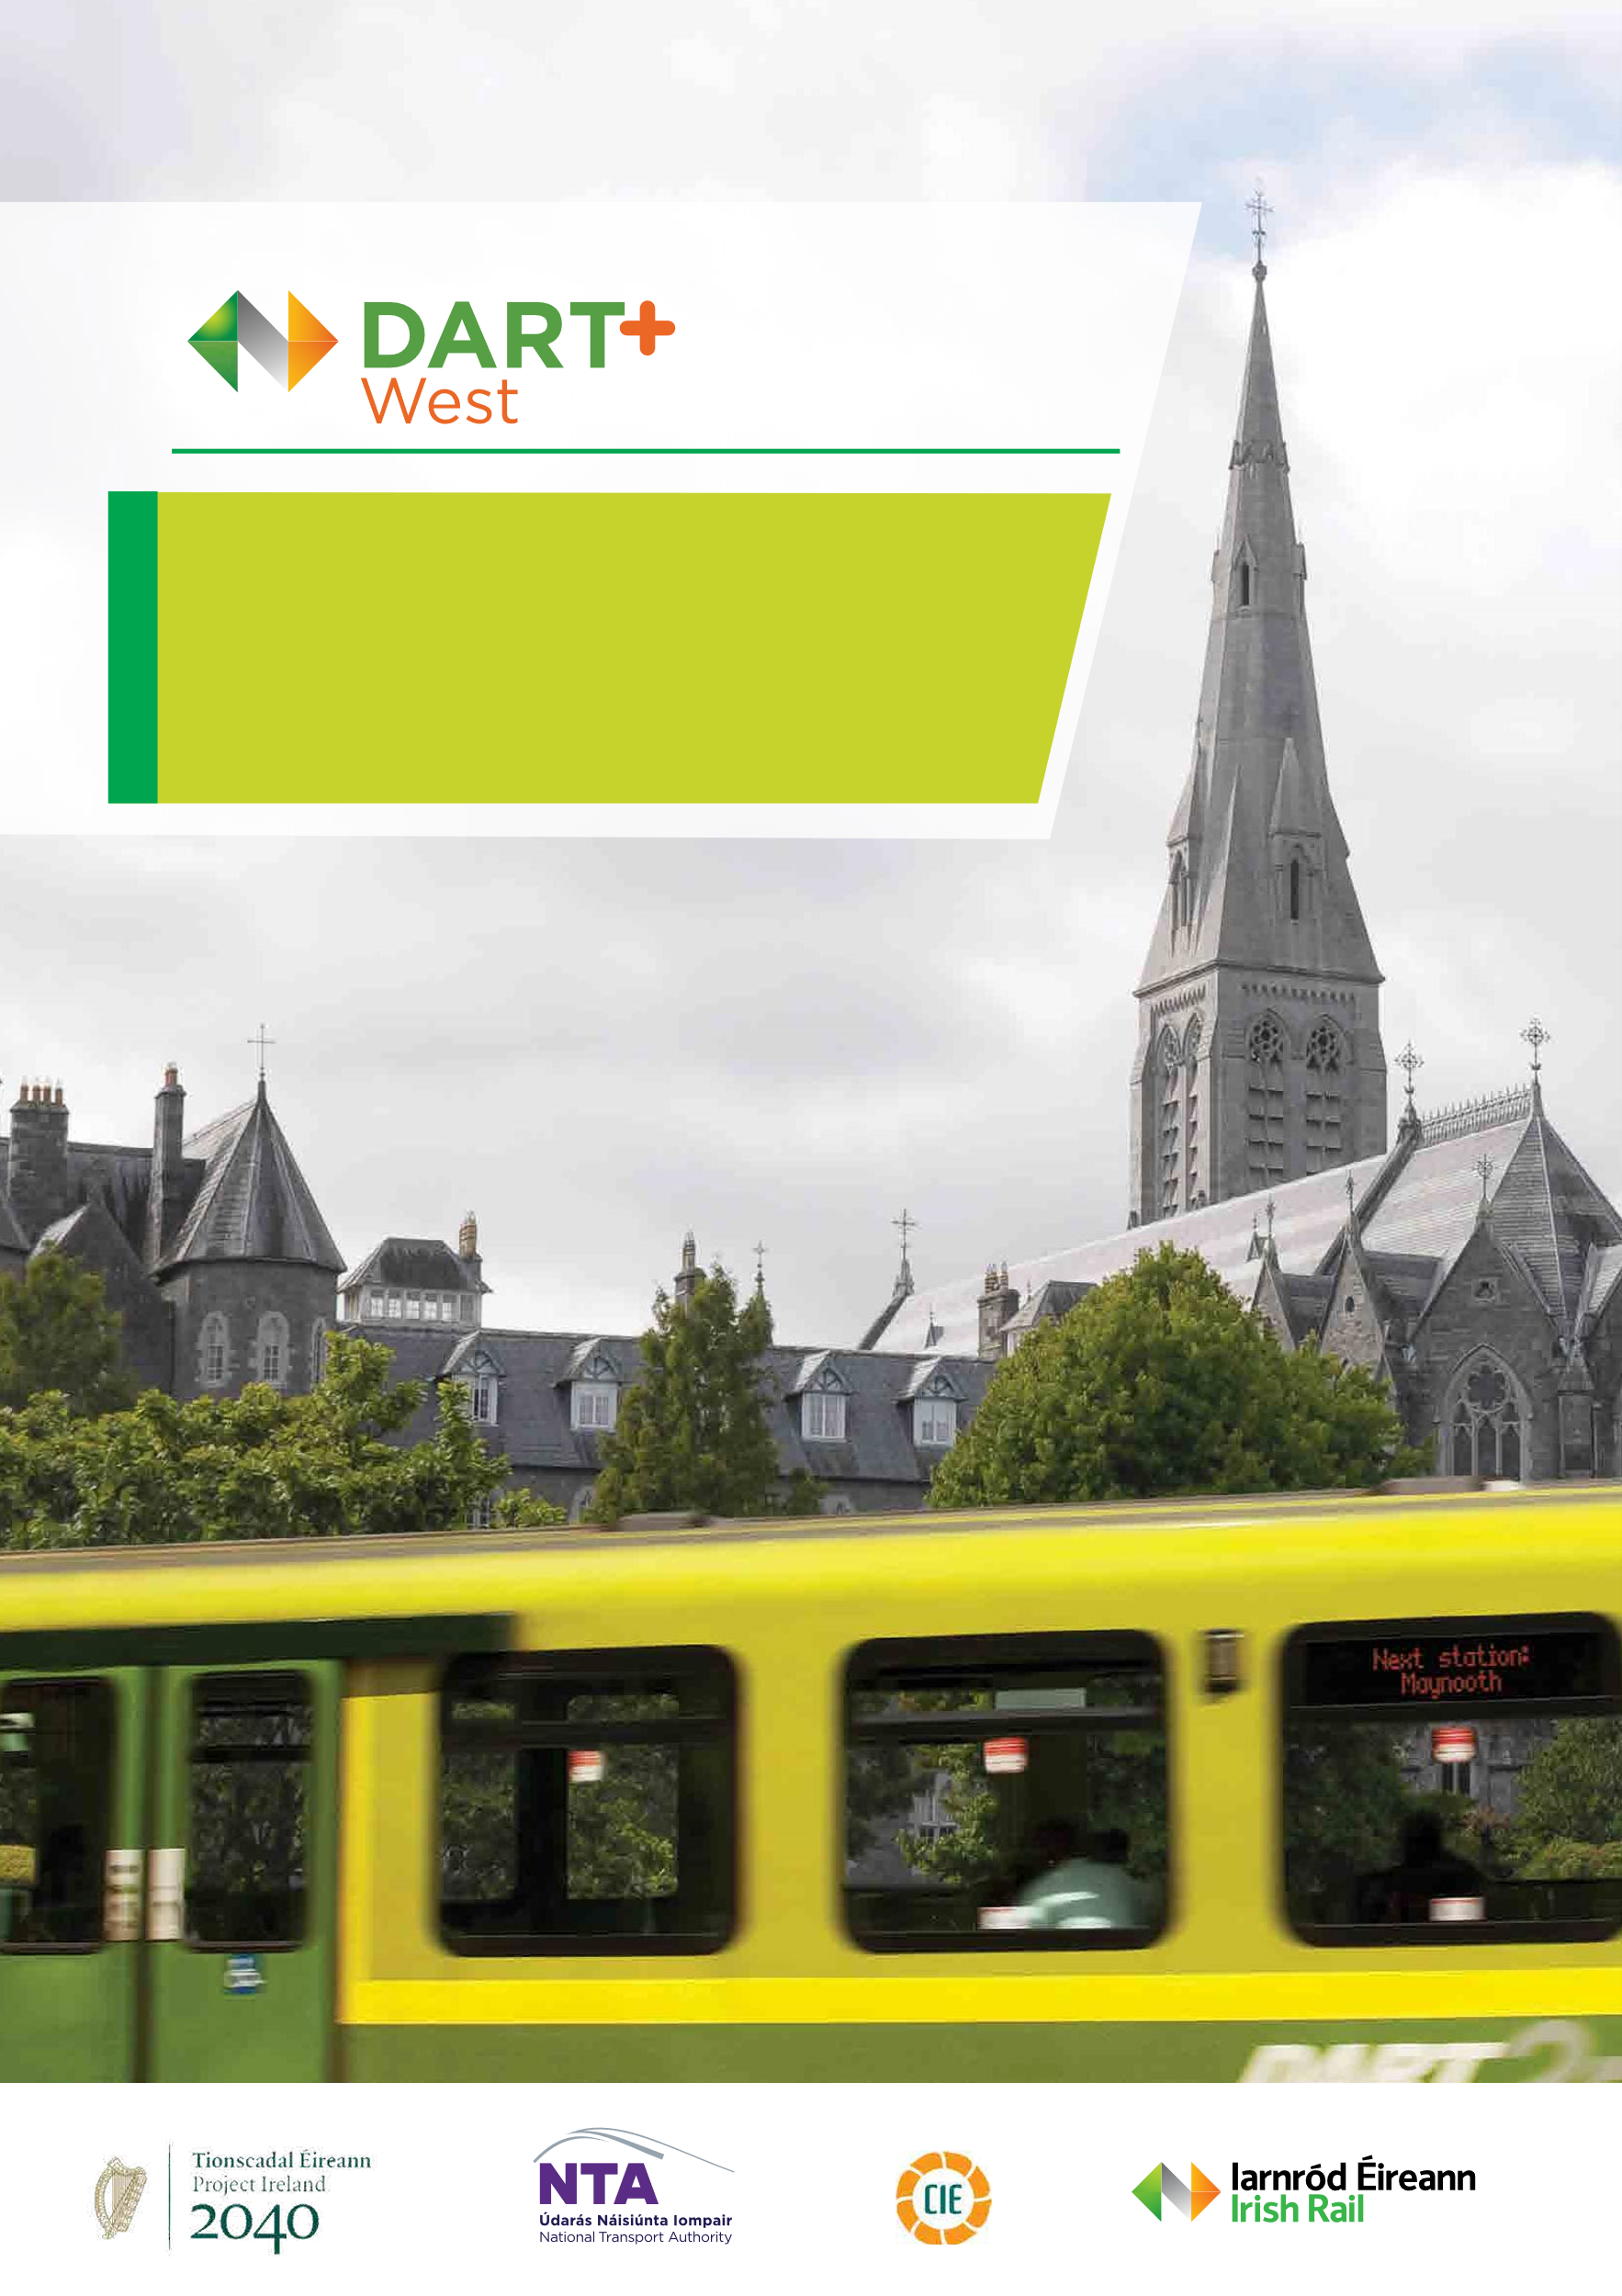 DART+
West
Next station:
Maynooth
DART
Tionscadal Éireann
Project Ireland
2040
NTA
Údarás Náisiúnta Iompair
National Transport Authority
CIE
Iarnród Éireann
Irish Rail